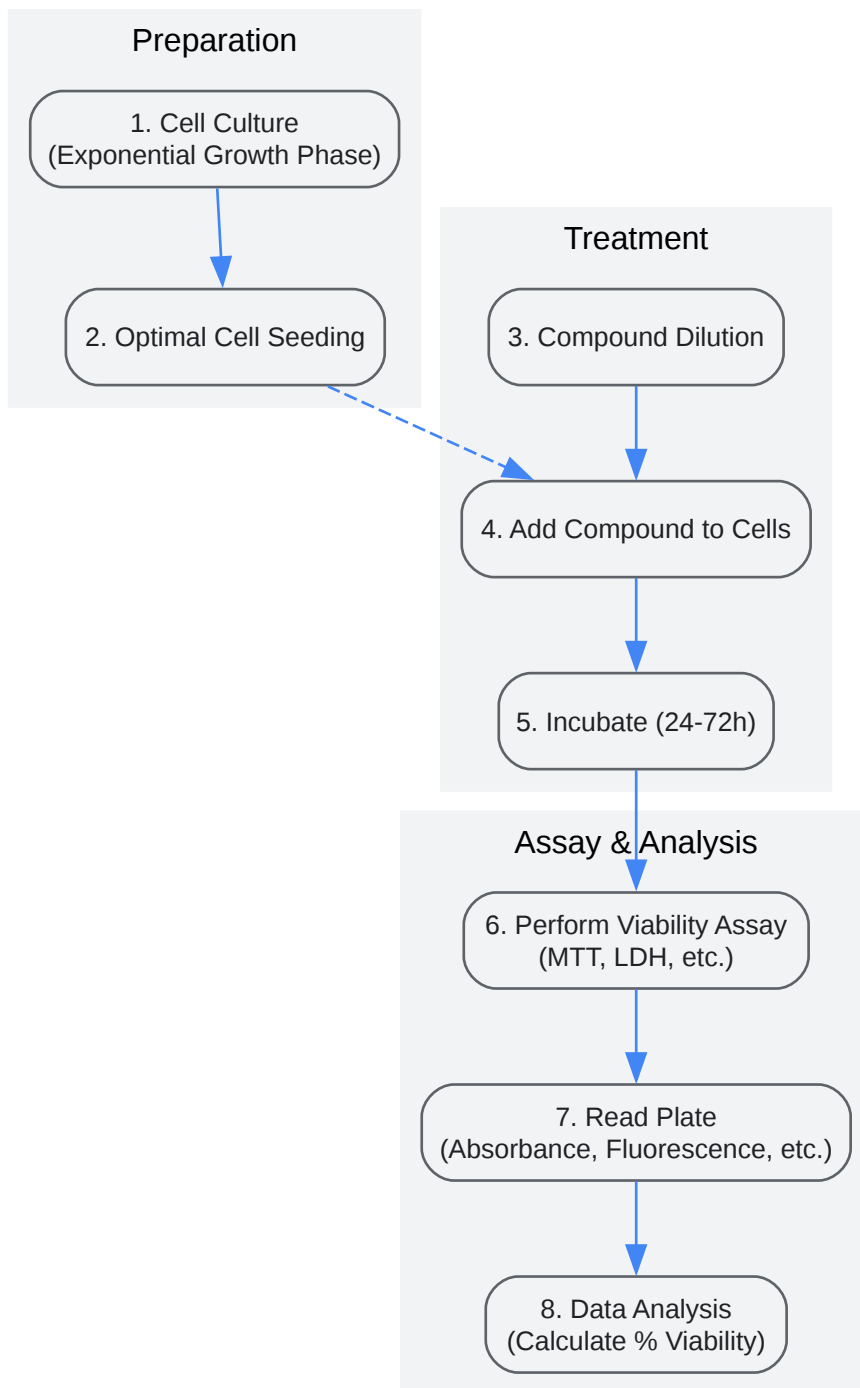 Preparation
1. Cell Culture
(Exponential Growth Phase)
2. Optimal Cell Seeding
Treatment
3. Compound Dilution
4. Add Compound to Cells
5. Incubate (24-72h)
Assay & Analysis
6. Perform Viability Assay
(MTT, LDH, etc.)
7. Read Plate
(Absorbance, Fluorescence, etc.)
8. Data Analysis
(Calculate % Viability)